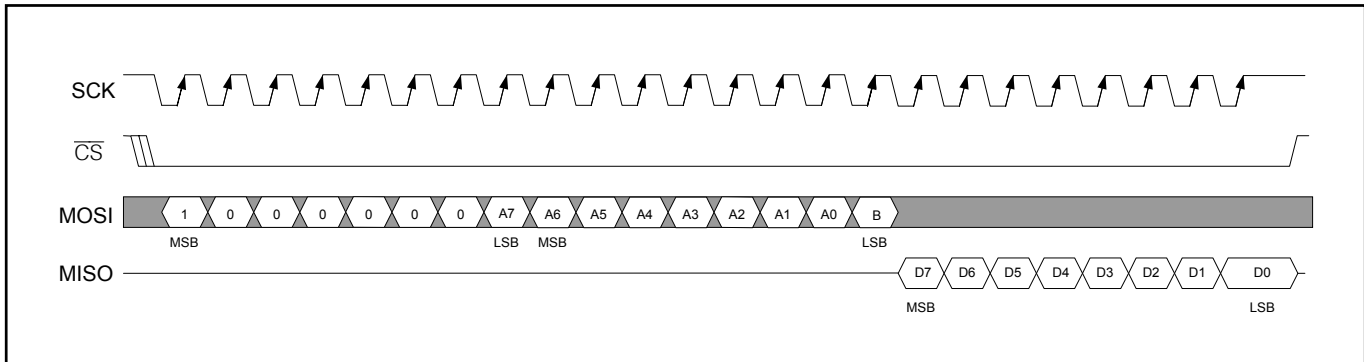 SCK
CS
MOSI 1 0 0 0 0 0 0 A7 A6 A5 A4 A3 A2 A1 A0 B
MSB LSB MSB LSB
MISO D7 D6 D5 D4 D3 D2 D1 D0
MSB LSB